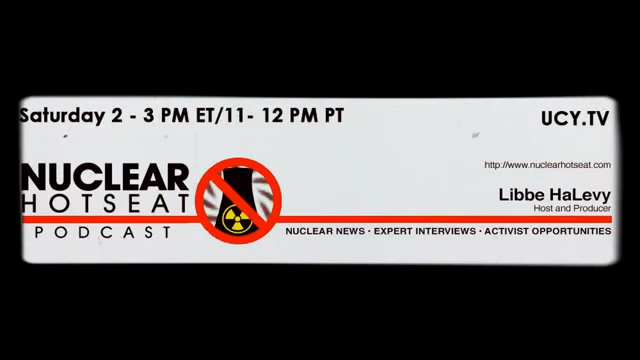 Saturday 2 - 3 PM ET/11- 12 PM PT
UCY.TV
http://www.nuclearhotseat.com
NUCLEAR
HOTSEAT
PODCAST
Libbe HaLevy
Host and Producer
NUCLEAR NEWS • EXPERT INTERVIEWS • ACTIVIST OPPORTUNITIES